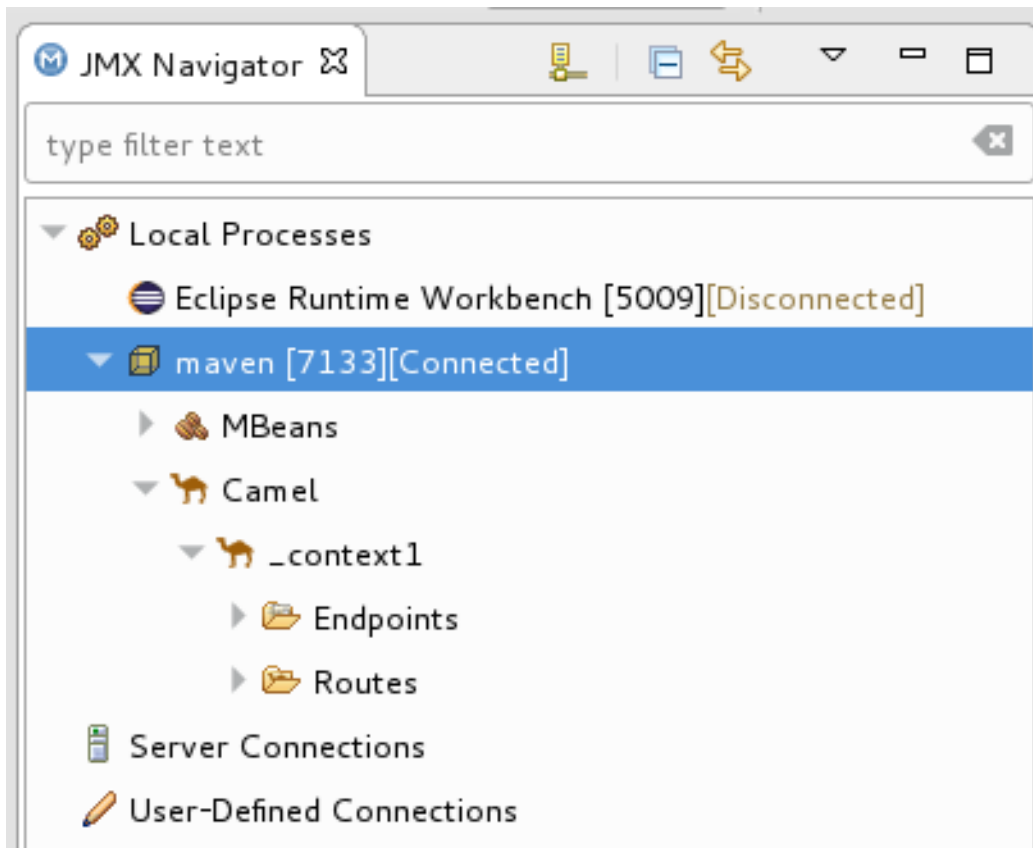 JMX Navigator
type filter text
Local Processes
Eclipse Runtime Workbench [5009][Disconnected]
maven [7133][Connected]
MBeans
Camel
_context1
Endpoints
Routes
Server Connections
User-Defined Connections